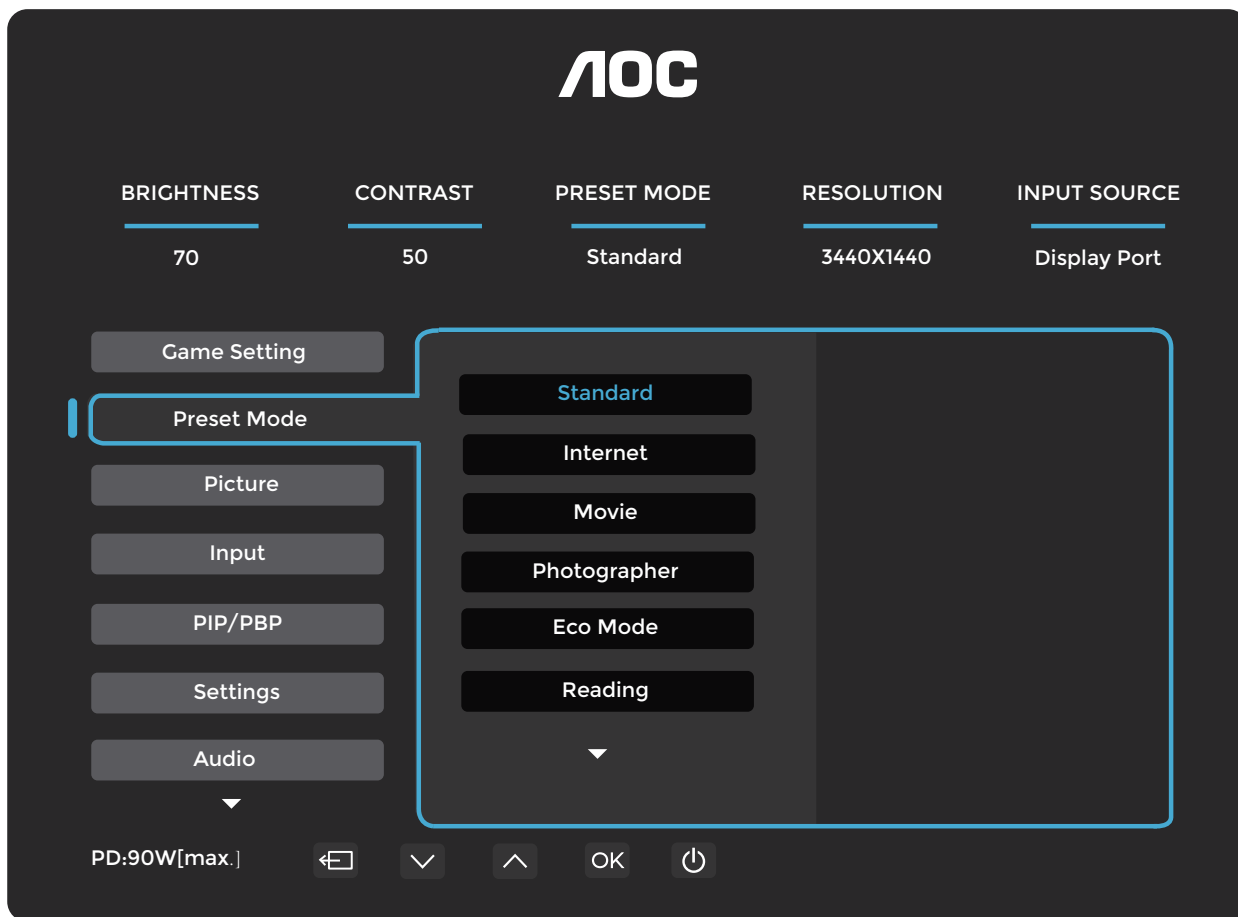 AOC
BRIGHTNESS CONTRAST PRESET MODE RESOLUTION INPUT SOURCE
70 50 Standard 3440X1440 Display Port
Game Setting
Preset Mode
Picture
Input
PIP/PBP
Settings
Audio
Standard
Internet
Movie
Photographer
Eco Mode
Reading
PD:90W[max.]
OK